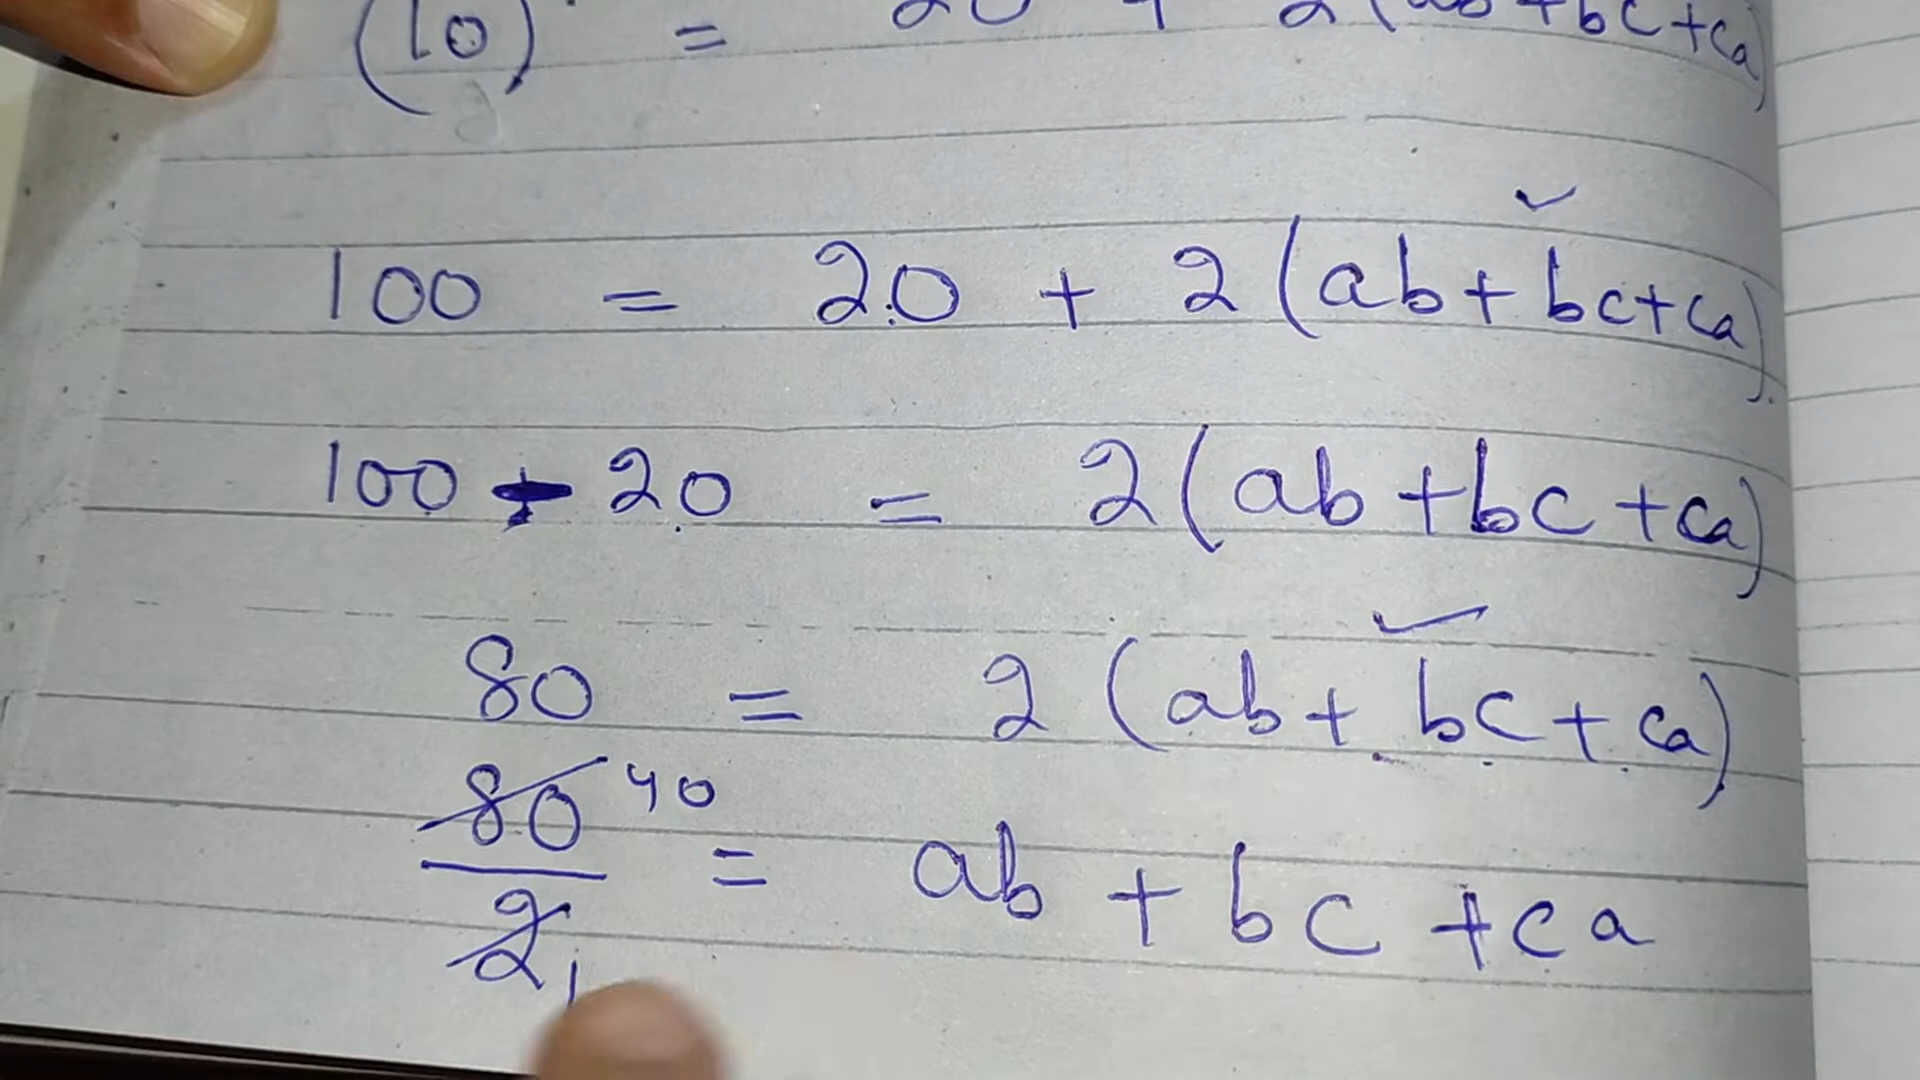 (10)² = 20 + 2(ab+bc+ca)
100 = 20 + 2(ab+bc+ca)
100 - 20 = 2(ab+bc+ca)
80 = 2(ab+bc+ca)
80 40
/2 1 = ab + bc + ca